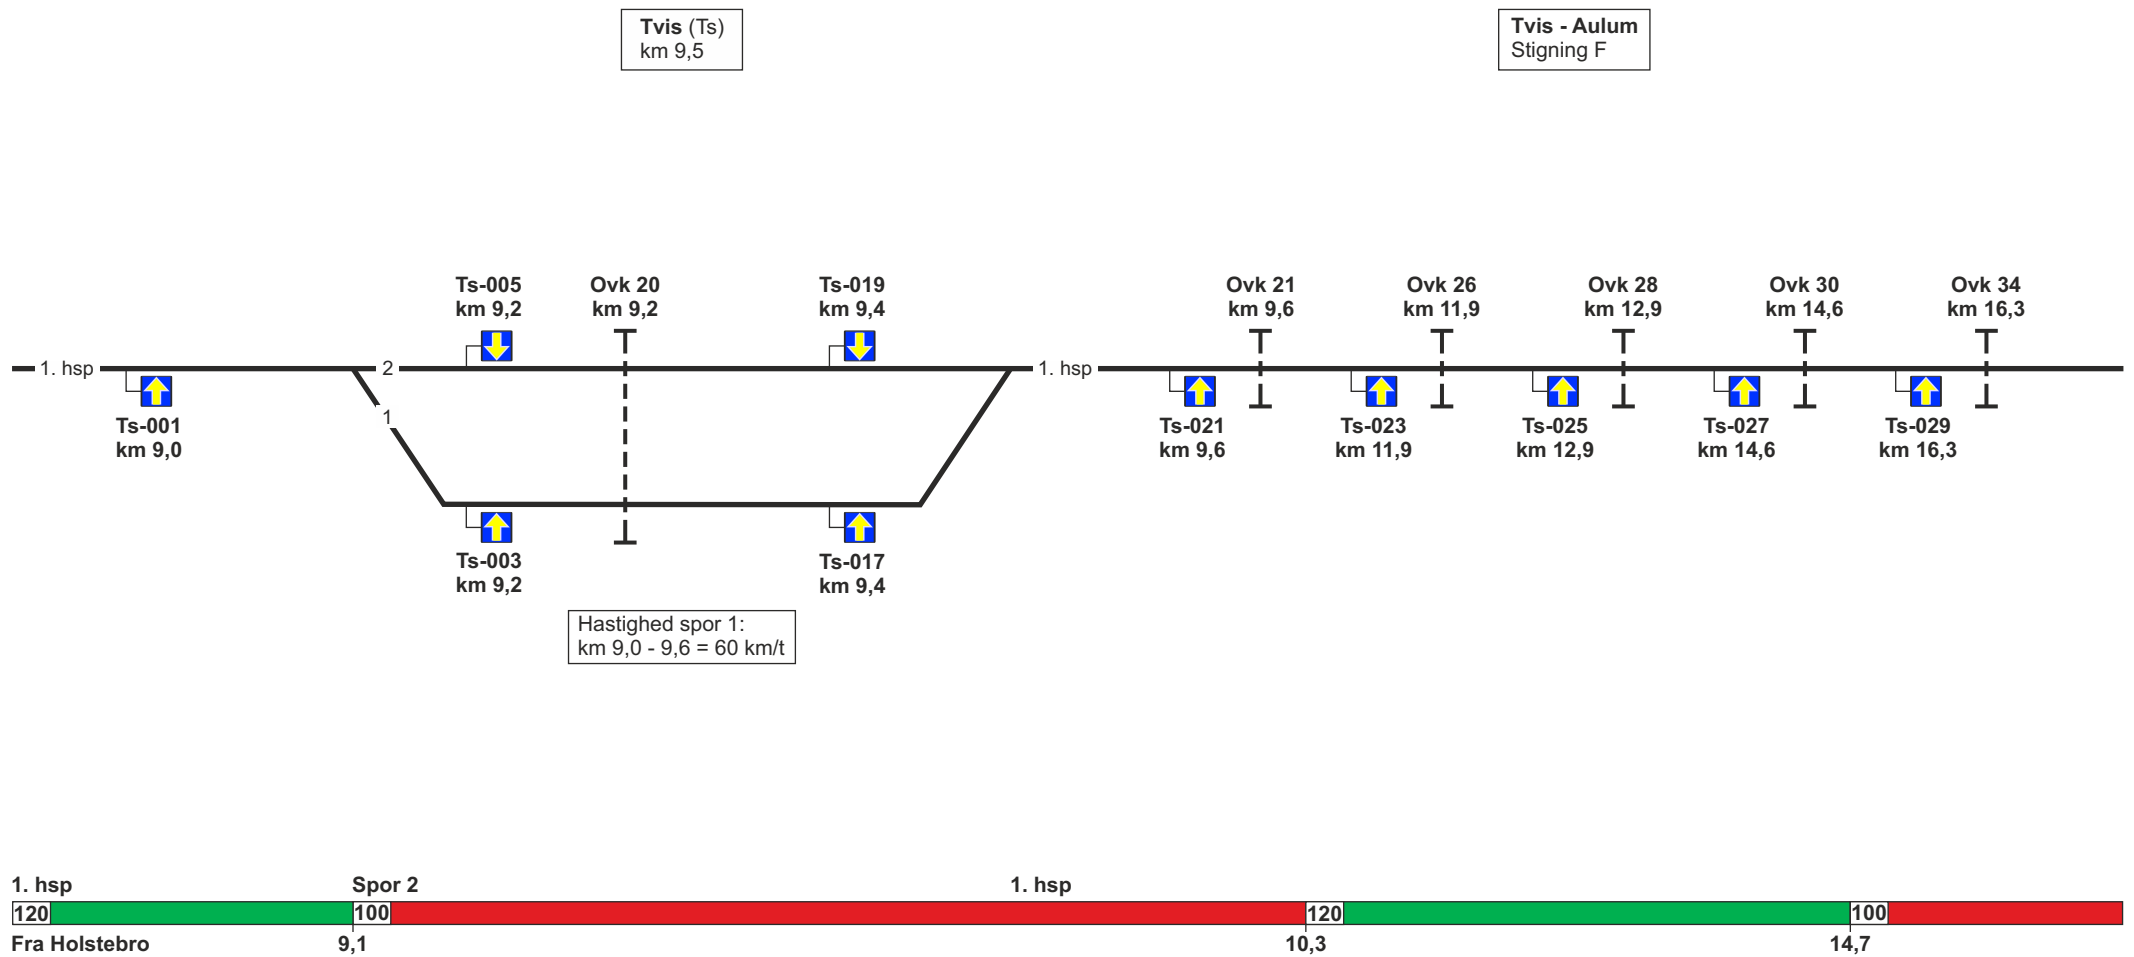 Tvis (Ts)
km 9,5
Tvis - Aulum
Stigning F
Ts-005
km 9,2
Ovk 20
km 9,2
Ts-019
km 9,4
Ovk 21
km 9,6
Ovk 26
km 11,9
Ovk 28
km 12,9
Ovk 30
km 14,6
Ovk 34
km 16,3
1. hsp
2
1. hsp
1
Ts-001
km 9,0
Ts-021
km 9,6
Ts-023
km 11,9
Ts-025
km 12,9
Ts-027
km 14,6
Ts-029
km 16,3
Ts-003
km 9,2
Ts-017
km 9,4
Hastighed spor 1:
km 9,0 - 9,6 = 60 km/t
1. hsp
Spor 2
1. hsp
120
100
120
100
Fra Holstebro
9,1
10,3
14,7